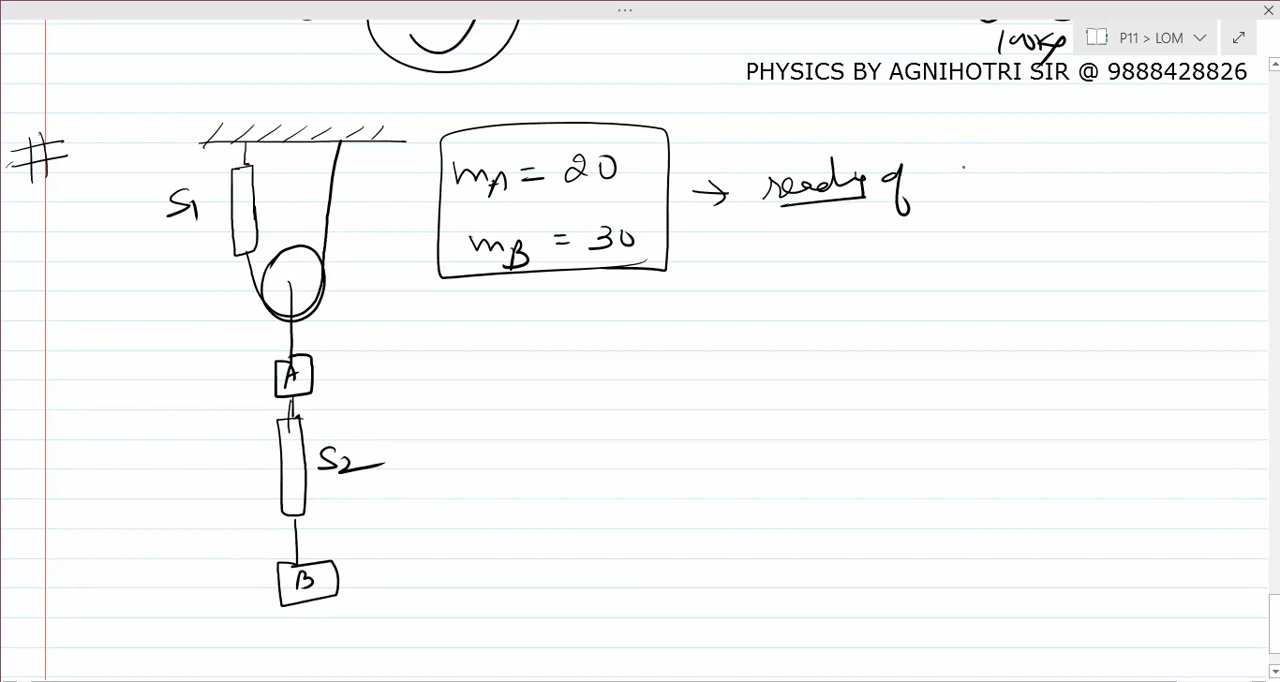 100kg
P11 > LOM
PHYSICS BY AGNIHOTRI SIR @ 9888428826
#
S1
mA = 20 → reading of
mB = 30
A
S2
B